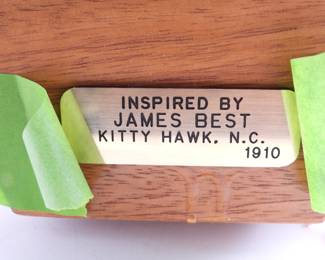 INSPIRED BY
JAMES BEST
KITTY HAWK, N.C.
1910